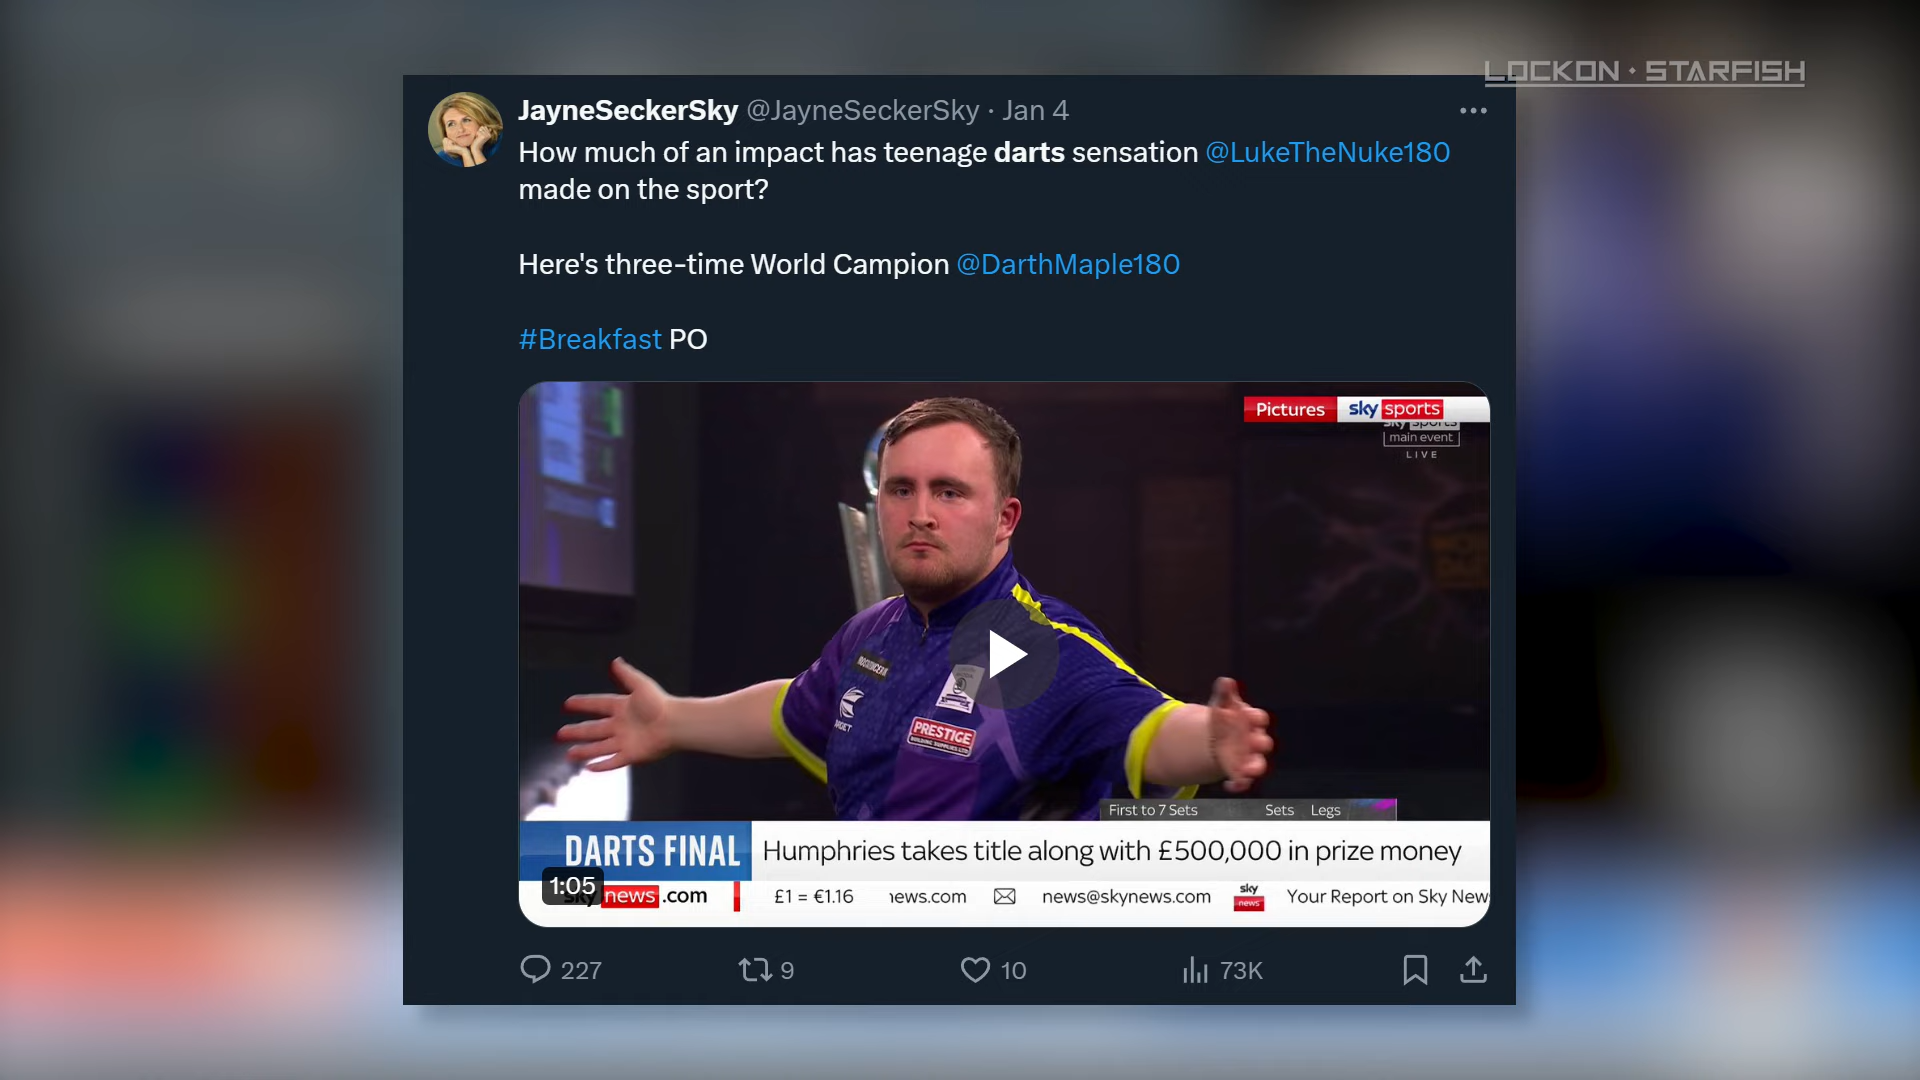 LOCKON · STARFISH
JayneSeckerSky @JayneSeckerSky · Jan 4
How much of an impact has teenage darts sensation @LukeTheNuke180
made on the sport?
Here's three-time World Campion @DarthMaple180
#Breakfast PO
Pictures sky sports
sky sports
main event
LIVE
PRESTIGE
BUILDING SUPPLIES LTD
First to 7 Sets Sets Legs
DARTS FINAL Humphries takes title along with £500,000 in prize money
1:05
sky news.com £1 = €1.16 news.com news@skynews.com sky news Your Report on Sky New
227 9 10 73K